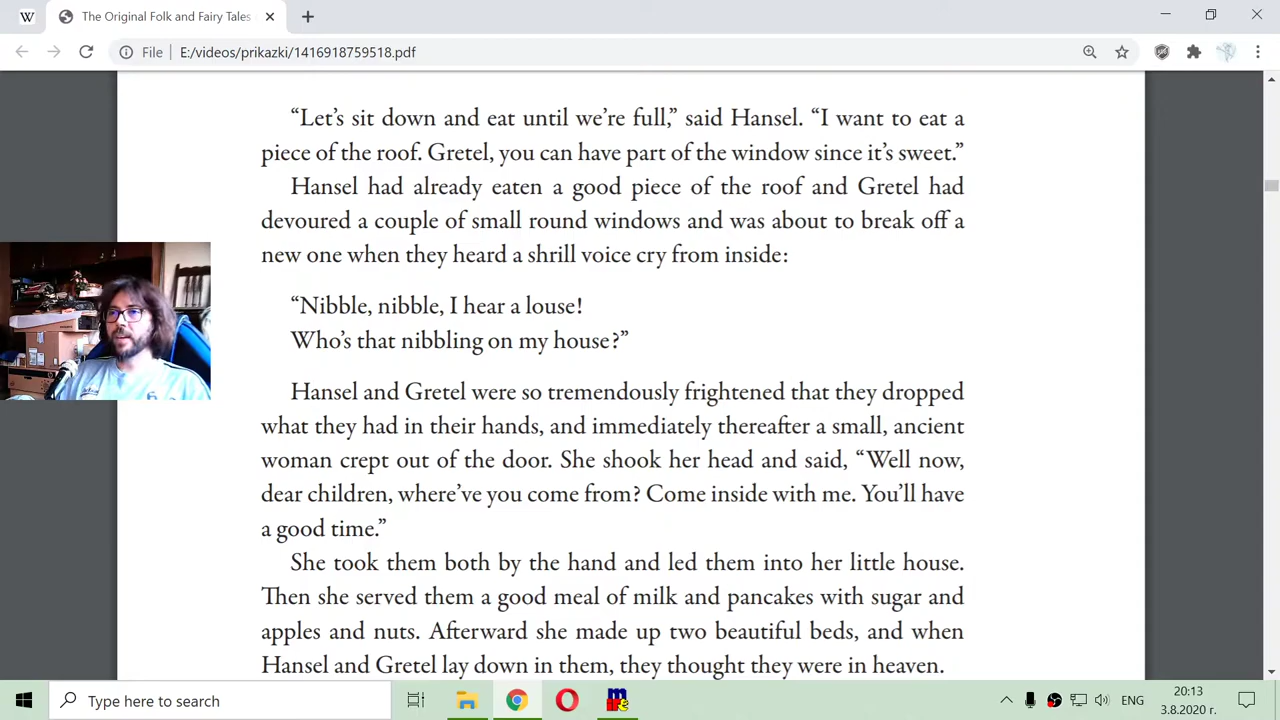 The Original Folk and Fairy Tales
File | E:/videos/prikazki/1416918759518.pdf
“Let’s sit down and eat until we’re full,” said Hansel. “I want to eat a
piece of the roof. Gretel, you can have part of the window since it’s sweet.”
Hansel had already eaten a good piece of the roof and Gretel had
devoured a couple of small round windows and was about to break off a
new one when they heard a shrill voice cry from inside:
“Nibble, nibble, I hear a louse!
Who’s that nibbling on my house?”
Hansel and Gretel were so tremendously frightened that they dropped
what they had in their hands, and immediately thereafter a small, ancient
woman crept out of the door. She shook her head and said, “Well now,
dear children, where’ve you come from? Come inside with me. You’ll have
a good time.”
She took them both by the hand and led them into her little house.
Then she served them a good meal of milk and pancakes with sugar and
apples and nuts. Afterward she made up two beautiful beds, and when
Hansel and Gretel lay down in them, they thought they were in heaven.
Type here to search
ЕНГ
20:13
3.8.2020 г.